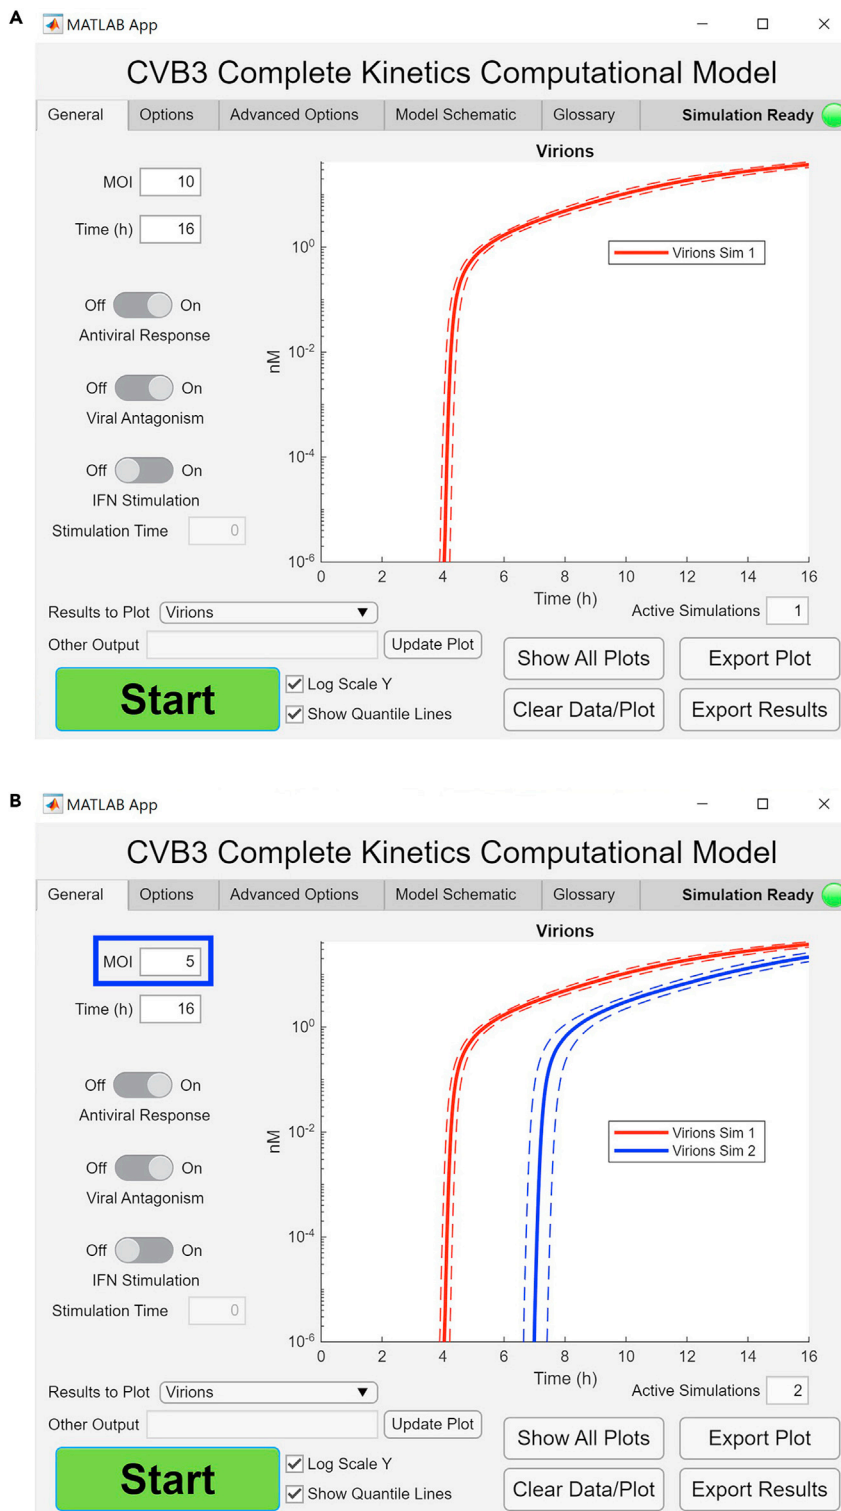 A
MATLAB App
CVB3 Complete Kinetics Computational Model
General Options Advanced Options Model Schematic Glossary Simulation Ready
MOI 10
Time (h) 16
Off On
Antiviral Response
Off On
Viral Antagonism
Off On
IFN Stimulation
Stimulation Time 0
Virions
10^0
10^-2
10^-4
10^-6
nM
Virions Sim 1
0 2 4 6 8 10 12 14 16
Time (h)
Results to Plot Virions
Active Simulations 1
Other Output Update Plot
Start
Log Scale Y
Show Quantile Lines
Show All Plots Export Plot
Clear Data/Plot Export Results
B
MATLAB App
CVB3 Complete Kinetics Computational Model
General Options Advanced Options Model Schematic Glossary Simulation Ready
MOI 5
Time (h) 16
Off On
Antiviral Response
Off On
Viral Antagonism
Off On
IFN Stimulation
Stimulation Time 0
Virions
10^0
10^-2
10^-4
10^-6
nM
Virions Sim 1
Virions Sim 2
0 2 4 6 8 10 12 14 16
Time (h)
Results to Plot Virions
Active Simulations 2
Other Output Update Plot
Start
Log Scale Y
Show Quantile Lines
Show All Plots Export Plot
Clear Data/Plot Export Results